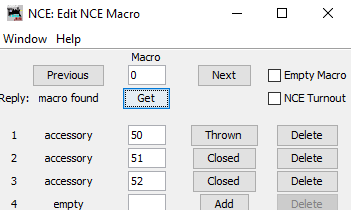 NCE: Edit NCE Macro
Window Help
Macro
Previous 0 Next Empty Macro
Reply: macro found Get NCE Turnout
1 accessory 50 Thrown Delete
2 accessory 51 Closed Delete
3 accessory 52 Closed Delete
4 empty Add Delete